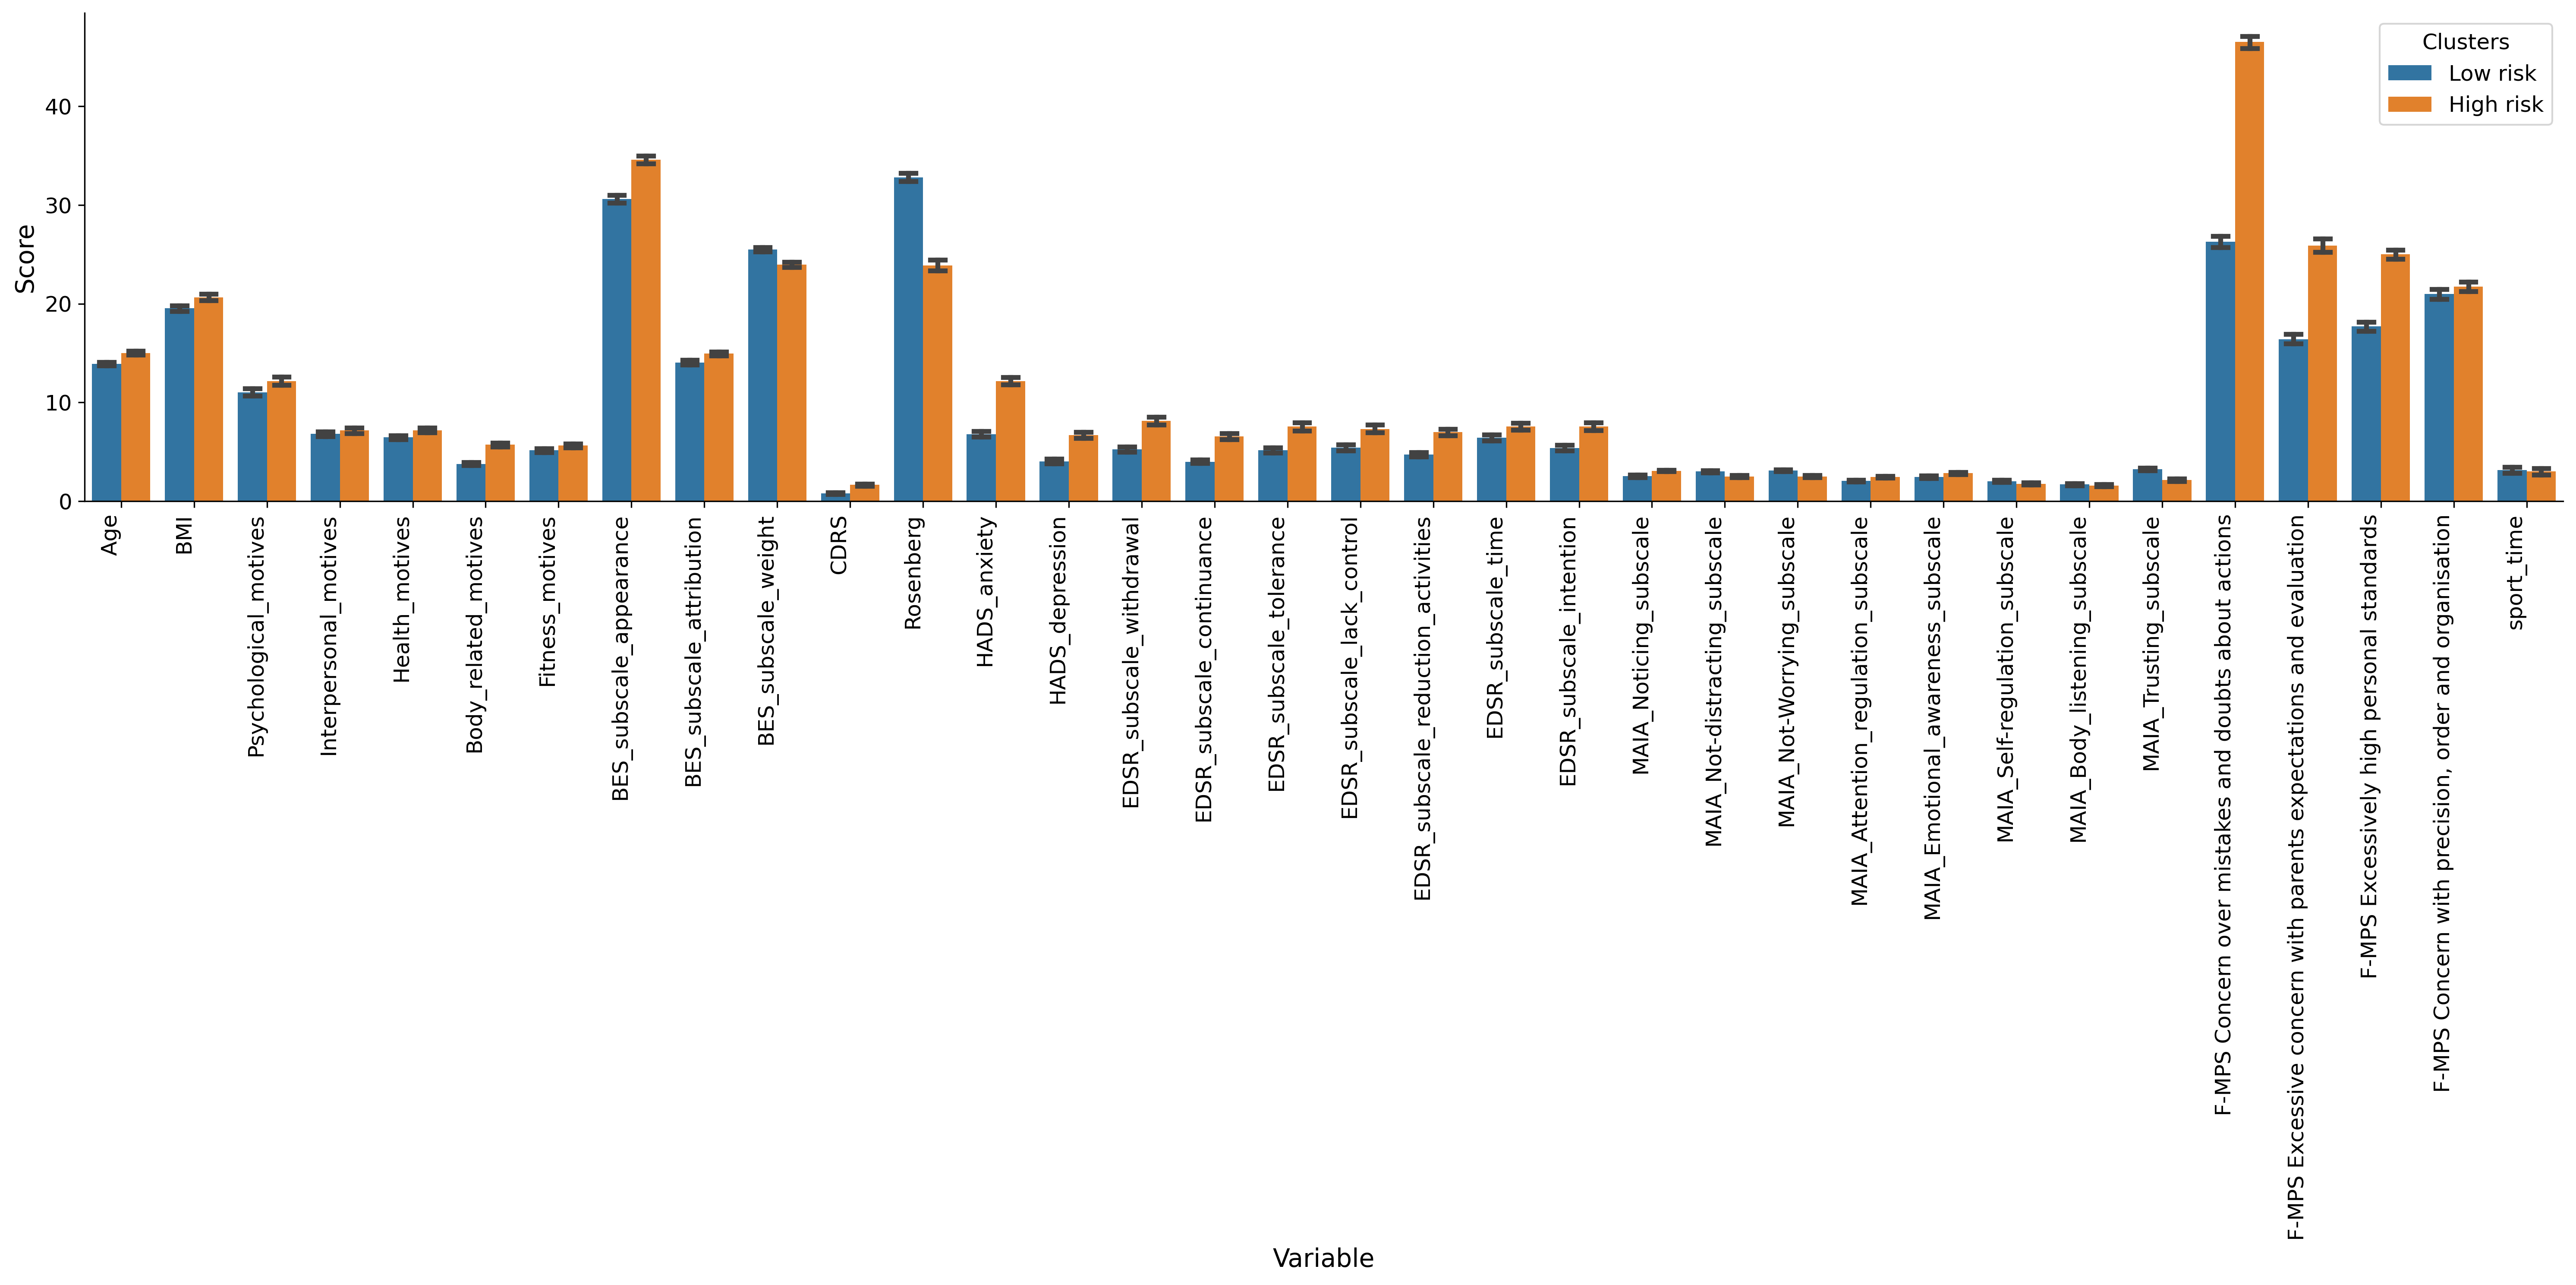 Clusters
Low risk
High risk
Score
40
30
20
10
0
Age
BMI
Psychological_motives
Interpersonal_motives
Health_motives
Body_related_motives
Fitness_motives
BES_subscale_appearance
BES_subscale_attribution
BES_subscale_weight
CDRS
Rosenberg
HADS_anxiety
HADS_depression
EDSR_subscale_withdrawal
EDSR_subscale_continuance
EDSR_subscale_tolerance
EDSR_subscale_lack_control
EDSR_subscale_reduction_activities
EDSR_subscale_time
EDSR_subscale_intention
MAIA_Noticing_subscale
MAIA_Not-distracting_subscale
MAIA_Not-Worrying_subscale
MAIA_Attention_regulation_subscale
MAIA_Emotional_awareness_subscale
MAIA_Self-regulation_subscale
MAIA_Body_listening_subscale
MAIA_Trusting_subscale
F-MPS Concern over mistakes and doubts about actions
F-MPS Excessive concern with parents expectations and evaluation
F-MPS Excessively high personal standards
F-MPS Concern with precision, order and organisation
sport_time
Variable